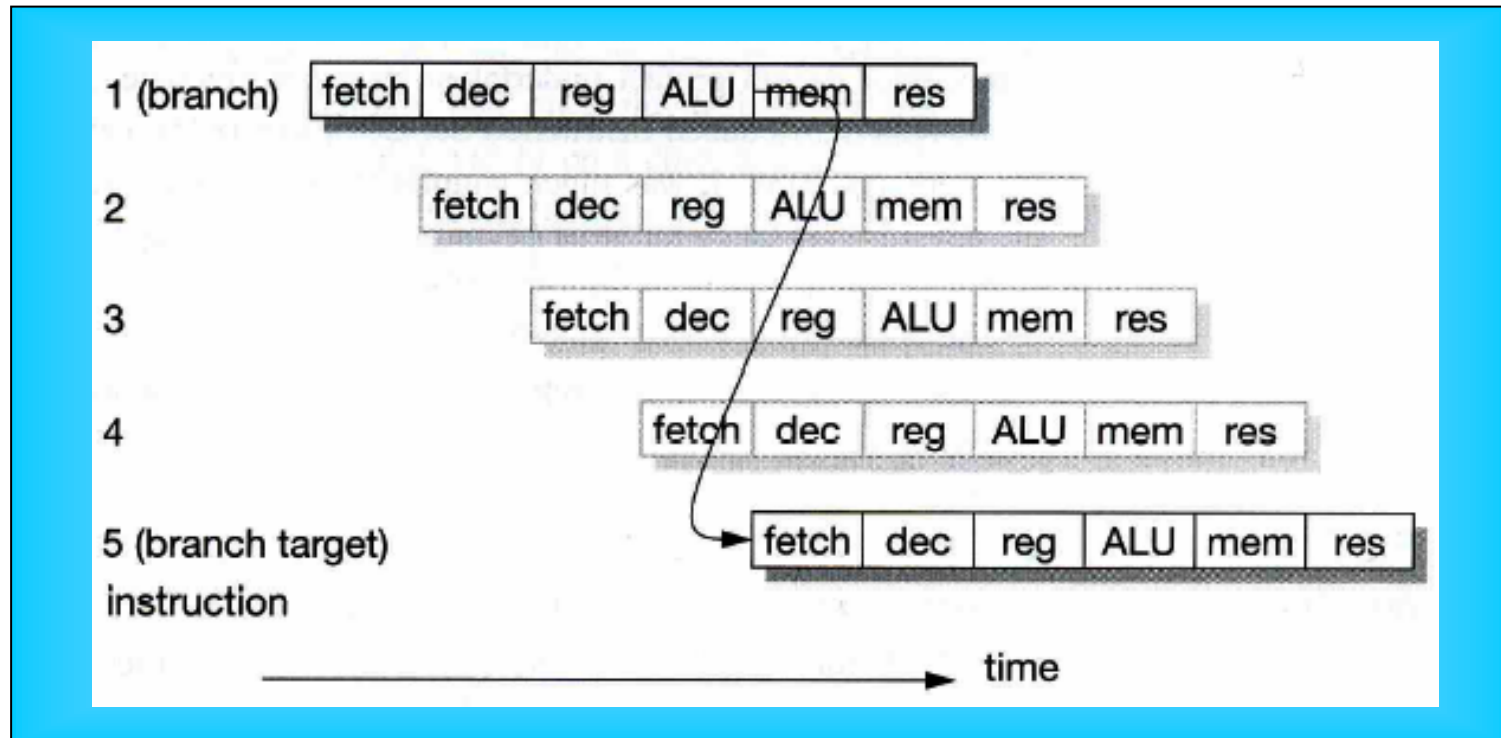 1 (branch) fetch dec reg ALU mem res
2 fetch dec reg ALU mem res
3 fetch dec reg ALU mem res
4 fetch dec reg ALU mem res
5 (branch target) fetch dec reg ALU mem res
instruction
time